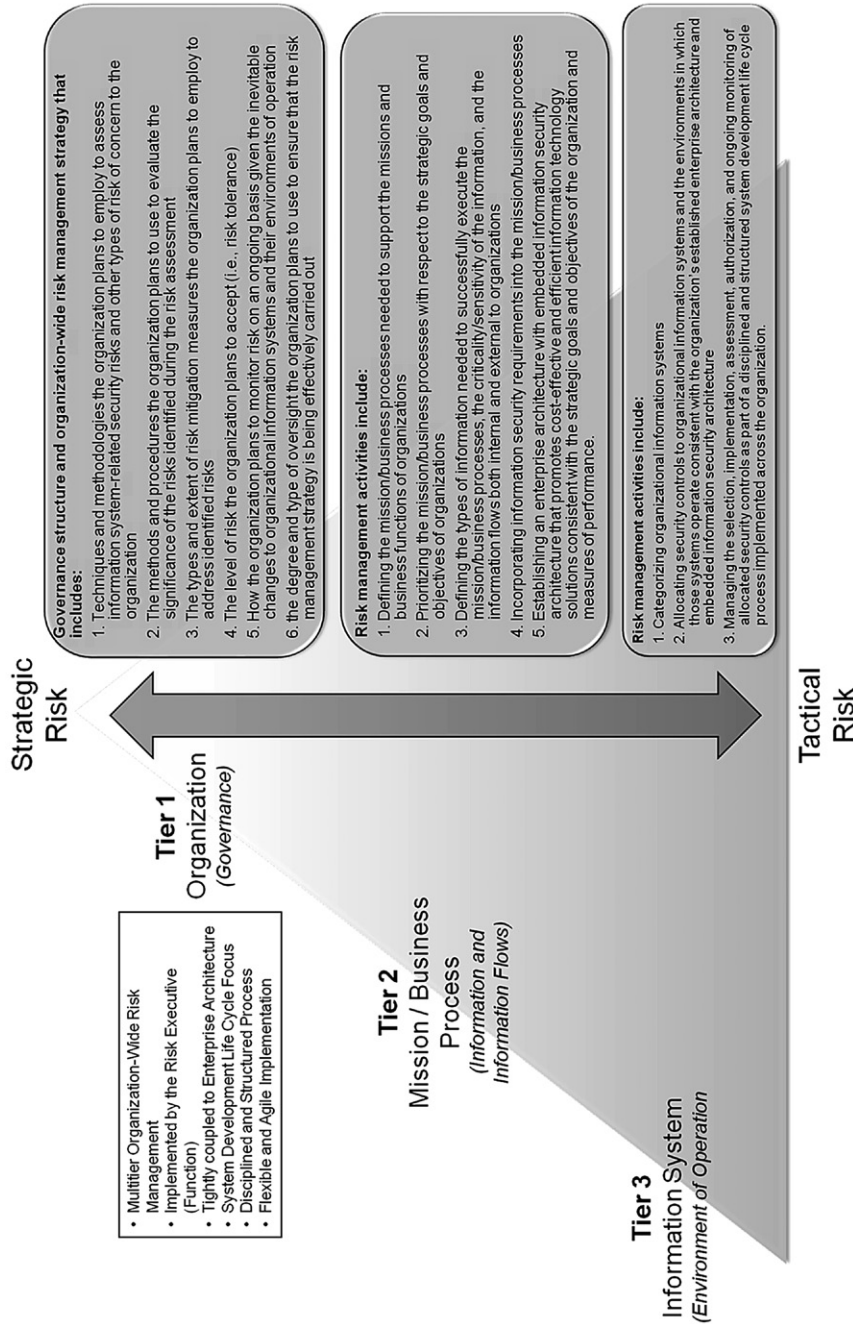 Strategic
Risk
• Multitier Organization-Wide Risk
Management
• Implemented by the Risk Executive
(Function)
• Tightly coupled to Enterprise Architecture
• System Development Life Cycle Focus
• Disciplined and Structured Process
• Flexible and Agile Implementation
Tier 1
Organization
(Governance)
Governance structure and organization-wide risk management strategy that
includes:
1. Techniques and methodologies the organization plans to employ to assess
information system-related security risks and other types of risk of concern to the
organization
2. The methods and procedures the organization plans to use to evaluate the
significance of the risks identified during the risk assessment
3. The types and extent of risk mitigation measures the organization plans to employ to
address identified risks
4. The level of risk the organization plans to accept (i.e., risk tolerance)
5. How the organization plans to monitor risk on an ongoing basis given the inevitable
changes to organizational information systems and their environments of operation
6. the degree and type of oversight the organization plans to use to ensure that the risk
management strategy is being effectively carried out
Tier 2
Mission / Business
Process
(Information and
Information Flows)
Risk management activities include:
1. Defining the mission/business processes needed to support the missions and
business functions of organizations
2. Prioritizing the mission/business processes with respect to the strategic goals and
objectives of organizations
3. Defining the types of information needed to successfully execute the
mission/business processes, the criticality/sensitivity of the information, and the
information flows both internal and external to organizations
4. Incorporating information security requirements into the mission/business processes
5. Establishing an enterprise architecture with embedded information security
architecture that promotes cost-effective and efficient information technology
solutions consistent with the strategic goals and objectives of the organization and
measures of performance.
Tier 3
Information System
(Environment of Operation
Risk management activities include:
1. Categorizing organizational information systems
2. Allocating security controls to organizational information systems and the environments in which
those systems operate consistent with the organization's established enterprise architecture and
embedded information security architecture
3. Managing the selection, implementation, assessment, authorization, and ongoing monitoring of
allocated security controls as part of a disciplined and structured system development life cycle
process implemented across the organization.
Tactical
Risk